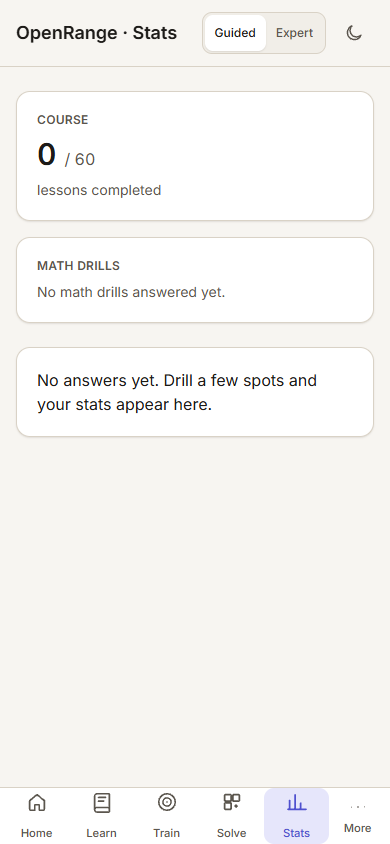 OpenRange · Stats
Guided
Expert
COURSE
0 / 60
lessons completed
MATH DRILLS
No math drills answered yet.
No answers yet. Drill a few spots and
your stats appear here.
Home
Learn
Train
Solve
Stats
More